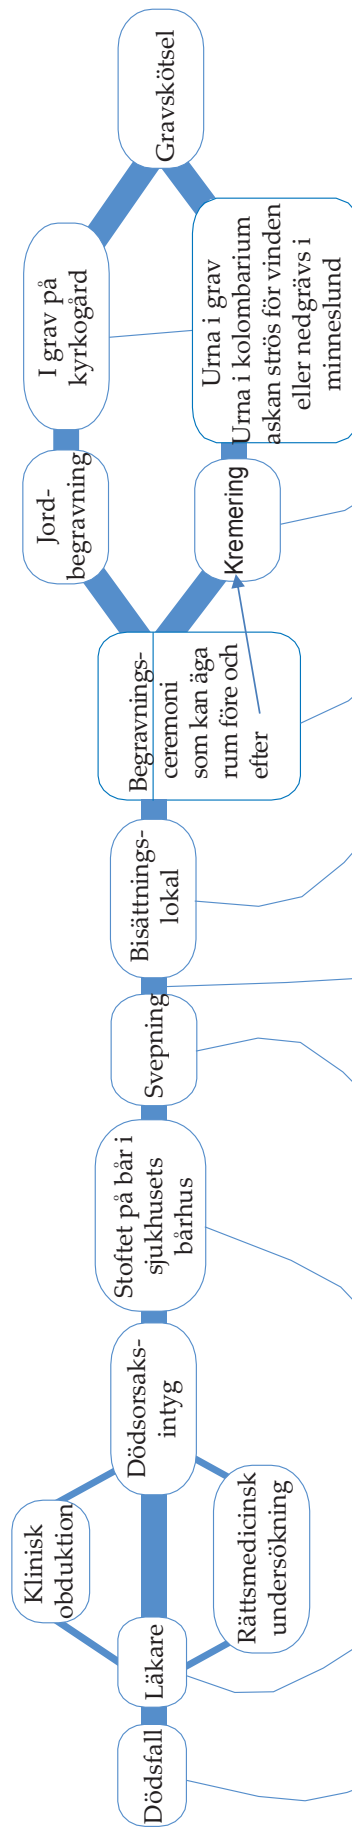 Dödsfall
Läkare
Klinisk
obduktion
Rättsmedicinsk
undersökning
Dödsorsaks-
intyg
Stoftet på bår i
sjukhusets
bårhus
Svepning
Bisättnings-
lokal
Begravnings-
ceremoni
som kan äga
rum före och
efter
Jord-
begravning
Kremering
I grav på
kyrkogård
Urna i grav
Urna i kolombarium
askan strös för vinden
eller nedgrävs i
minneslund
Gravskötsel